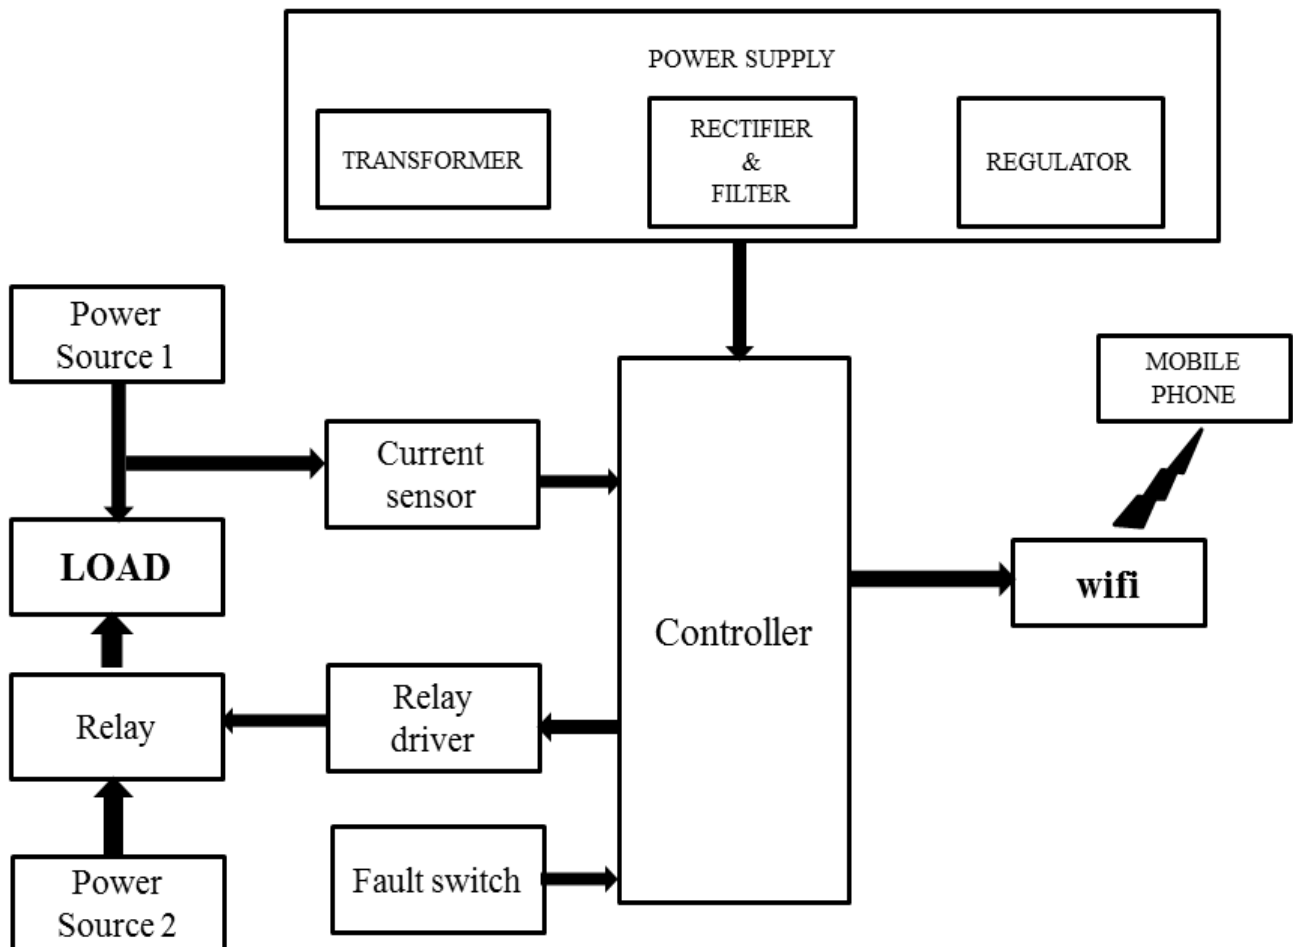 POWER SUPPLY
TRANSFORMER
RECTIFIER
&
FILTER
REGULATOR
Power
Source 1
MOBILE
PHONE
Current
sensor
LOAD
wifi
Controller
Relay
Relay
driver
Fault switch
Power
Source 2